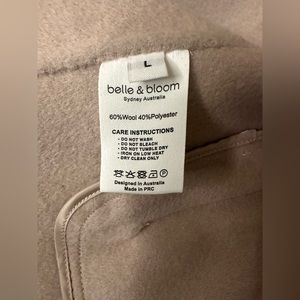 L
belle & bloom
Sydney Australia
60%Wool 40%Polyester
CARE INSTRUCTIONS
- DO NOT WASH
- DO NOT BLEACH
- DO NOT TUMBLE DRY
- IRON ON LOW HEAT
- DRY CLEAN ONLY
Designed in Australia
Made in PRC